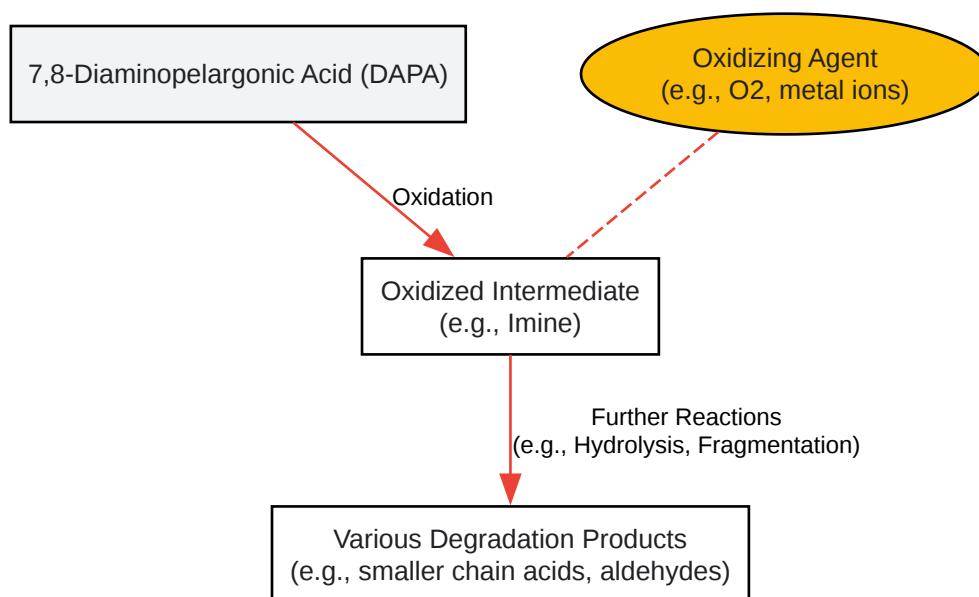 7,8-Diaminopelargonic Acid (DAPA)
Oxidizing Agent
(e.g., O2, metal ions)
Oxidation
Oxidized Intermediate
(e.g., Imine)
Further Reactions
(e.g., Hydrolysis, Fragmentation)
Various Degradation Products
(e.g., smaller chain acids, aldehydes)